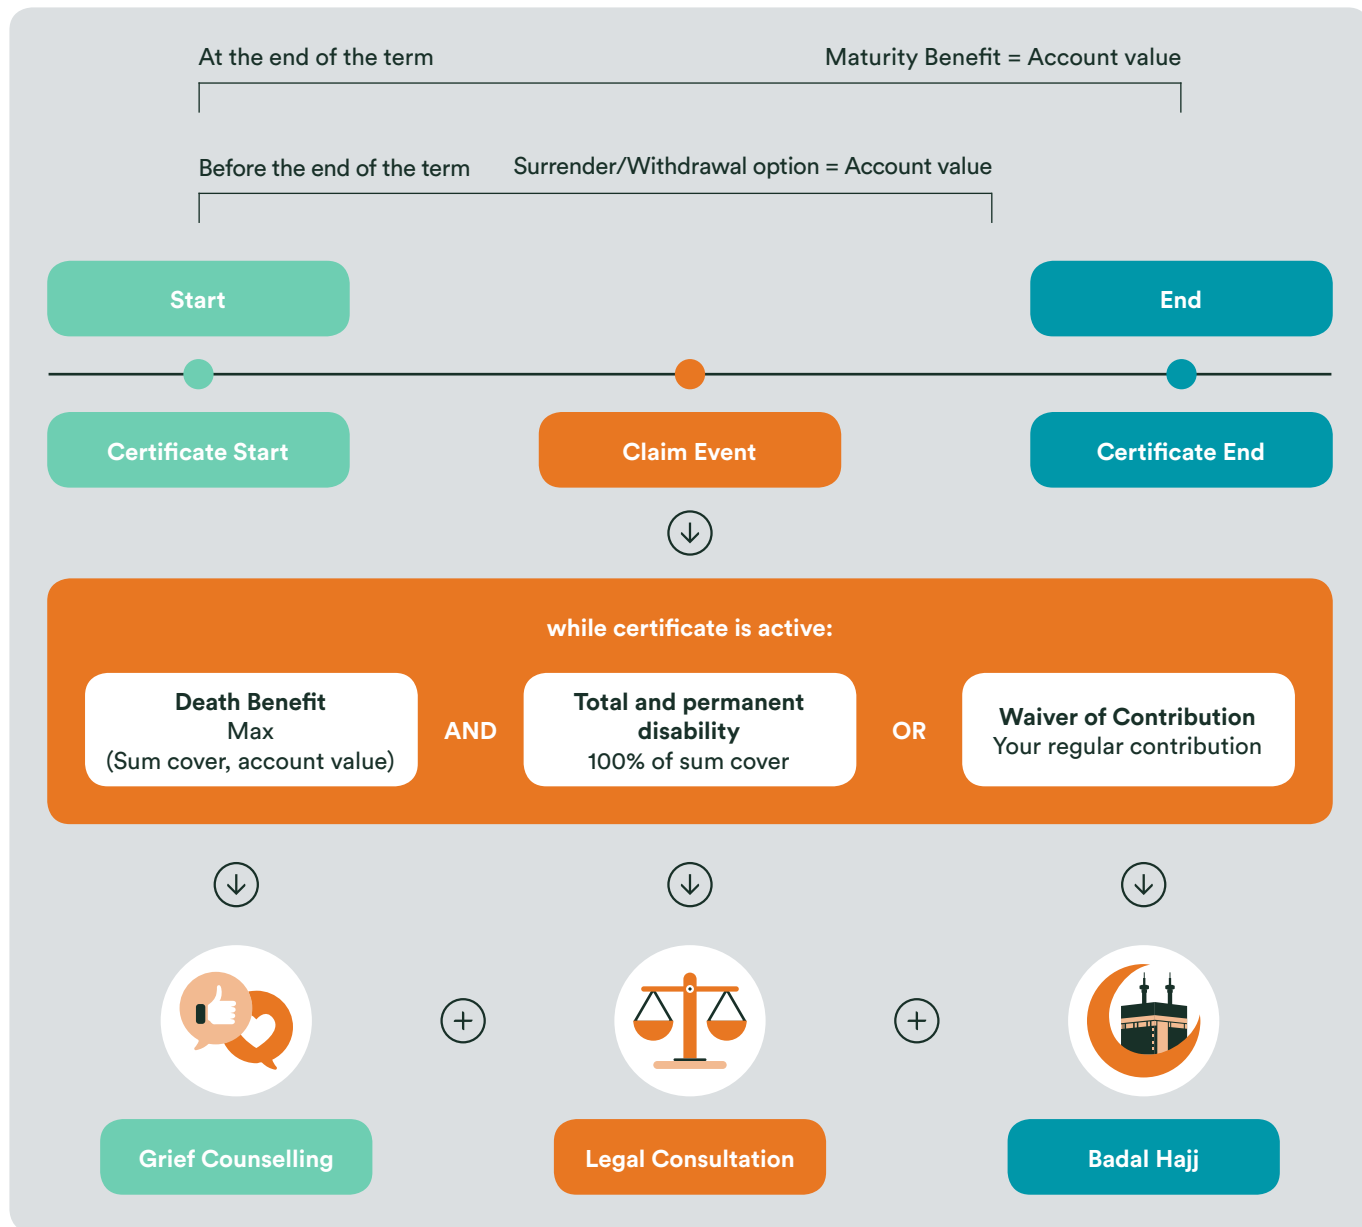 At the end of the term
Maturity Benefit = Account value
Before the end of the term
Surrender/Withdrawal option = Account value
Start
End
Certificate Start
Claim Event
Certificate End
while certificate is active:
Death Benefit
Max
(Sum cover, account value)
AND
Total and permanent
disability
100% of sum cover
OR
Waiver of Contribution
Your regular contribution
Grief Counselling
Legal Consultation
Badal Hajj